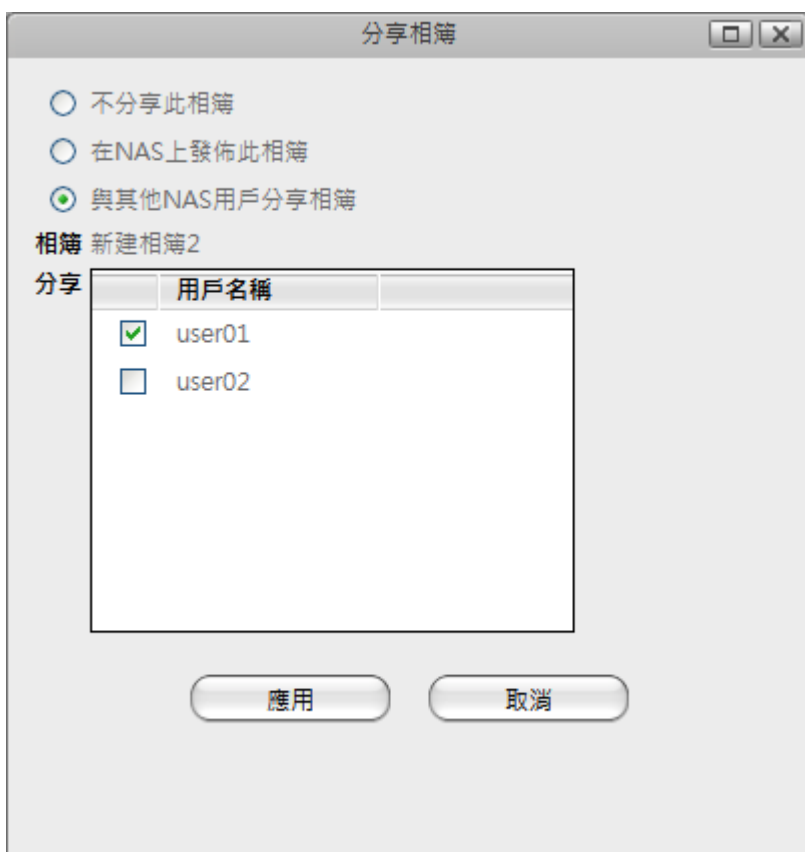 分享相簿
不分享此相簿
在NAS上發佈此相簿
與其他NAS用戶分享相簿
相簿 新建相簿2
分享
用戶名稱
user01
user02
應用 取消